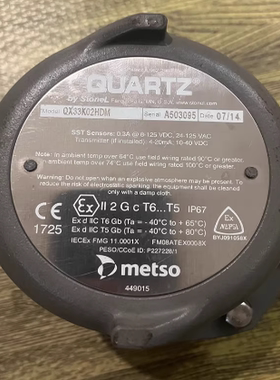 QUARTZ
by StoneL
Model QX33K02HDM Serial A503095 Date 07/14
SST Sensors: 0.3A @ 8-125 VDC, 24-125 VAC
Transmitter (if installed) 4-20mA, 10-40 VDC
Note: In ambient temp over 64°C use field wiring rated 90°C or greater.
In ambient temp over 74°C use field wiring rated 100°C or greater.
Do not open when an explosive atmosphere may be present. To
reduce the risk of electrostatic sparking, the equipment is cleaned
only with a damp cloth.
CE 1725
Ex II 2 G c T6...T5 IP67
Ex d IIC T6 Gb (Ta = -40°C to + 65°C)
Ex d IIC T5 Gb (Ta = -40°C to + 80°C)
IECEx FMG 11.0001X FM08ATEX0008X
PESO/CCoE ID: P227228/1
Ex
metso
449015